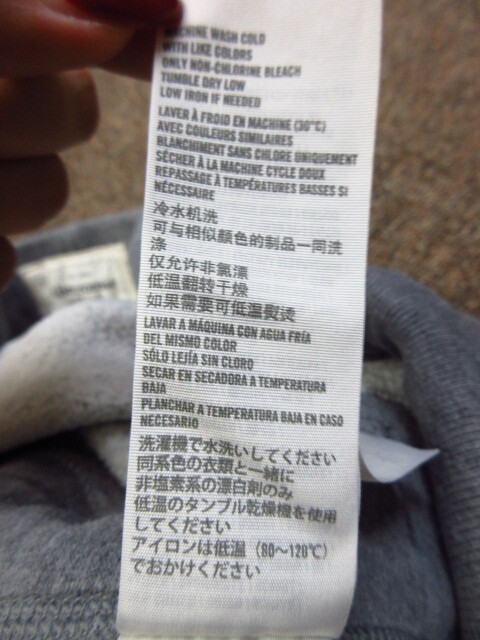 MACHINE WASH COLD
WITH LIKE COLORS
ONLY NON-CHLORINE BLEACH
TUMBLE DRY LOW
LOW IRON IF NEEDED
LAVER À FROID EN MACHINE (30°C)
AVEC COULEURS SIMILAIRES
BLANCHIMENT SANS CHLORE UNIQUEMENT
SÉCHER À LA MACHINE CYCLE DOUX
REPASSAGE À TEMPÉRATURES BASSES SI
NÉCESSAIRE
冷水机洗
可与相似颜色的制品一同洗
涤
仅允许非氯漂
低温翻转干燥
如果需要可低温熨烫
LAVAR A MÁQUINA CON AGUA FRÍA
DEL MISMO COLOR
SÓLO LEJÍA SIN CLORO
SECAR EN SECADORA A TEMPERATURA
BAJA
PLANCHAR A TEMPERATURA BAJA EN CASO
NECESARIO
洗濯機で水洗いしてください
同系色の衣類と一緒に
非塩素系の漂白剤のみ
低温のタンブル乾燥機を使用
してください
アイロンは低温（80〜120℃）
でおかけください